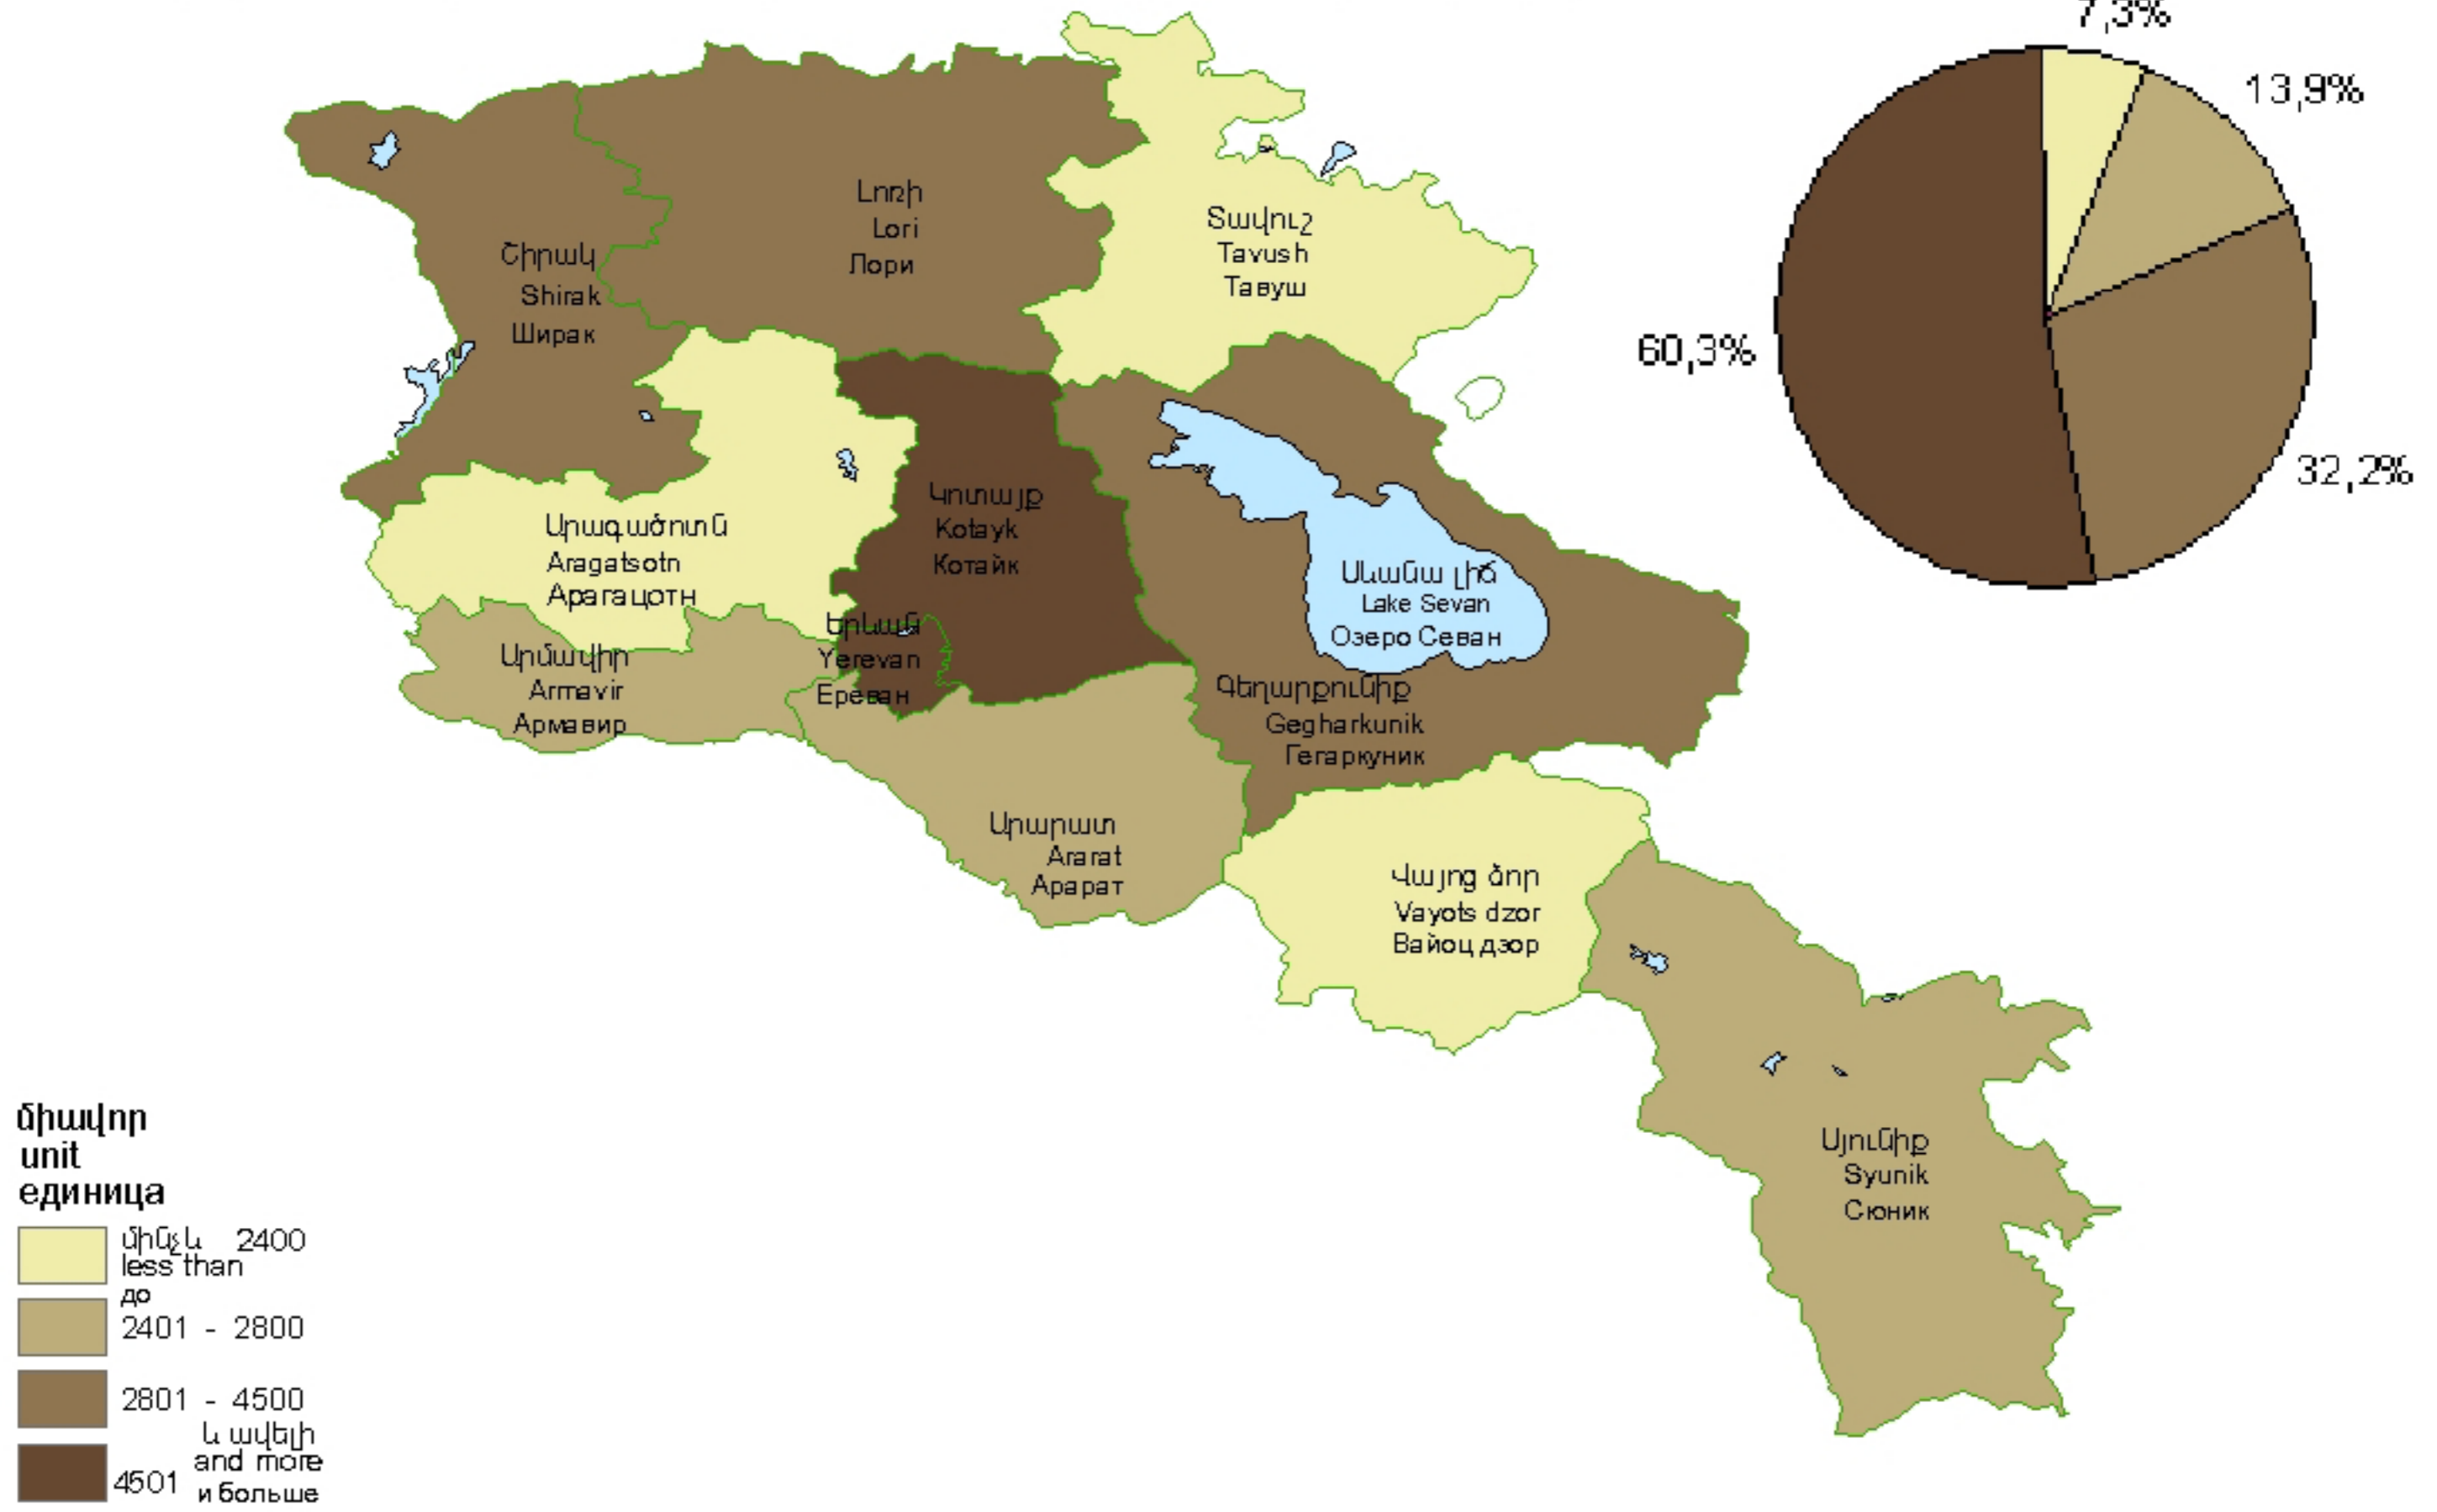 7,3%
13,9%
60,3%
32,2%
Լոռի
Lori
Лори
Տավուշ
Tavush
Тавуш
Շիրակ
Shirak
Ширак
Կոտայք
Kotayk
Котайк
Արագածոտն
Aragatsotn
Арагацотн
Սևանա լիճ
Lake Sevan
Озеро Севан
Երևան
Yerevan
Ереван
Արմավիր
Armavir
Армавир
Գեղարքունիք
Gegharkunik
Гегаркуник
Արարատ
Ararat
Арарат
Վայոց ձոր
Vayots dzor
Вайоц дзор
Սյունիք
Syunik
Сюник
միավոր
unit
единица
մինչև 2400
less than
до
2401 - 2800
2801 - 4500
և ավելի
4501 and more
и больше